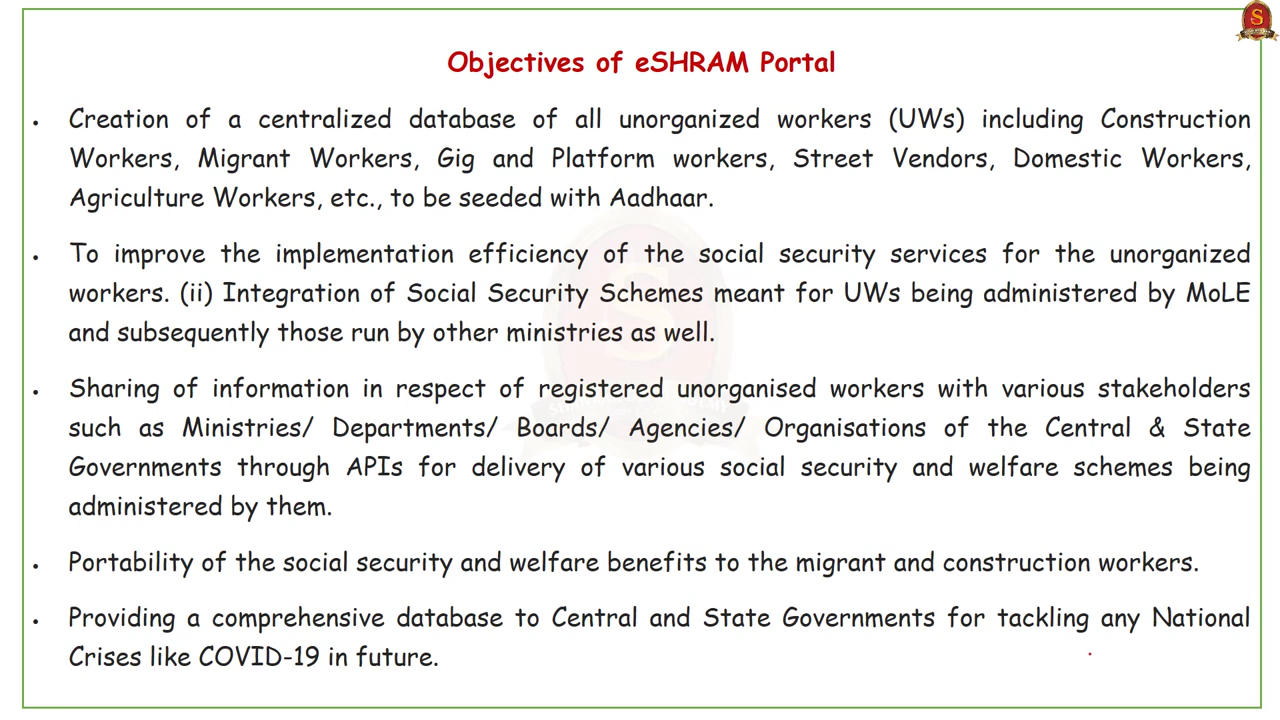 Objectives of eSHRAM Portal
• Creation of a centralized database of all unorganized workers (UWs) including Construction
Workers, Migrant Workers, Gig and Platform workers, Street Vendors, Domestic Workers,
Agriculture Workers, etc., to be seeded with Aadhaar.
• To improve the implementation efficiency of the social security services for the unorganized
workers. (ii) Integration of Social Security Schemes meant for UWs being administered by MoLE
and subsequently those run by other ministries as well.
• Sharing of information in respect of registered unorganised workers with various stakeholders
such as Ministries/ Departments/ Boards/ Agencies/ Organisations of the Central & State
Governments through APIs for delivery of various social security and welfare schemes being
administered by them.
• Portability of the social security and welfare benefits to the migrant and construction workers.
• Providing a comprehensive database to Central and State Governments for tackling any National
Crises like COVID-19 in future.
S